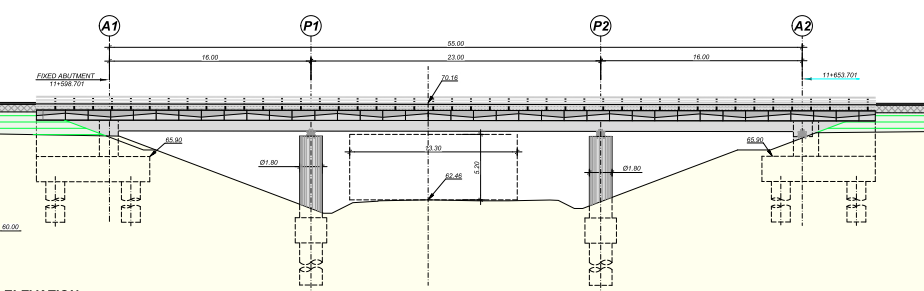 A1 P1 P2 A2
55.00
16.00 23.00 16.00
FIXED ABUTMENT
11+598.701
11+653.701
70.16
65.90 65.90
13.30
Ø1.80 5.20 Ø1.80
62.46
60.00
ELEVATION